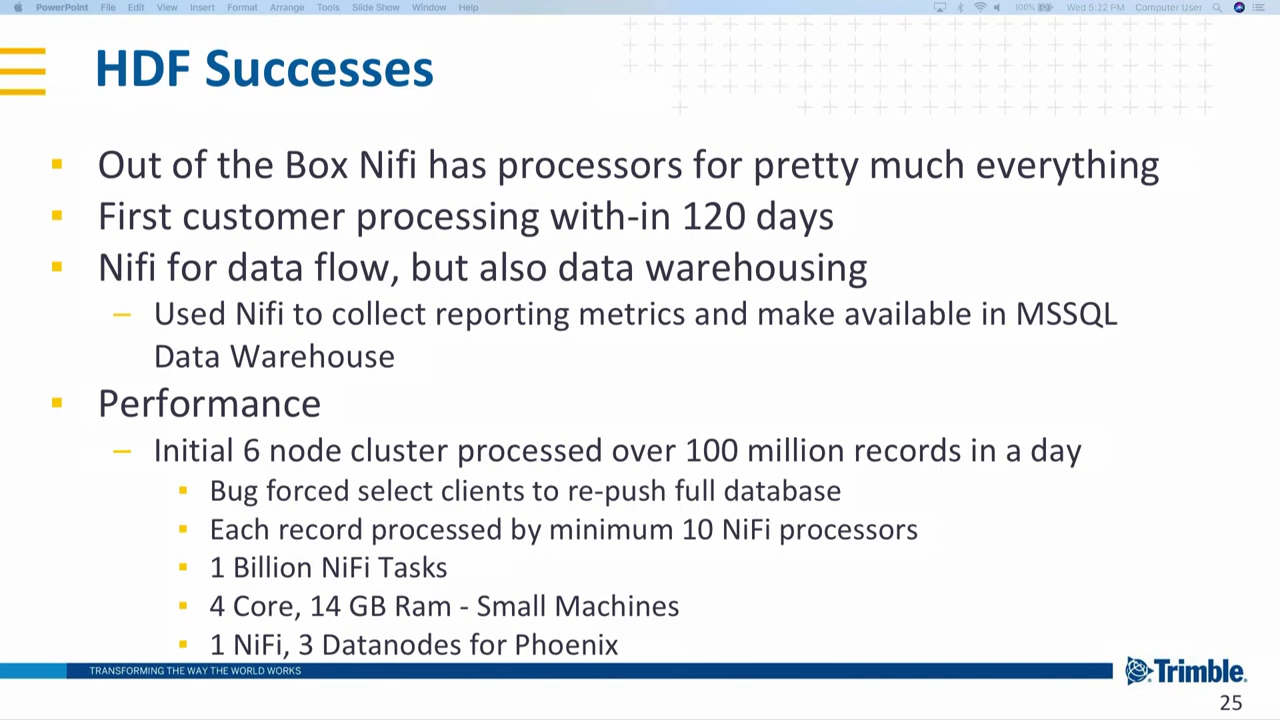 PowerPoint File Edit View Insert Format Arrange Tools Slide Show Window Help 100% Wed 5:22 PM Computer User
HDF Successes
▪ Out of the Box Nifi has processors for pretty much everything
▪ First customer processing with-in 120 days
▪ Nifi for data flow, but also data warehousing
– Used Nifi to collect reporting metrics and make available in MSSQL
Data Warehouse
▪ Performance
– Initial 6 node cluster processed over 100 million records in a day
▪ Bug forced select clients to re-push full database
▪ Each record processed by minimum 10 NiFi processors
▪ 1 Billion NiFi Tasks
▪ 4 Core, 14 GB Ram - Small Machines
▪ 1 NiFi, 3 Datanodes for Phoenix
TRANSFORMING THE WAY THE WORLD WORKS
Trimble.
25